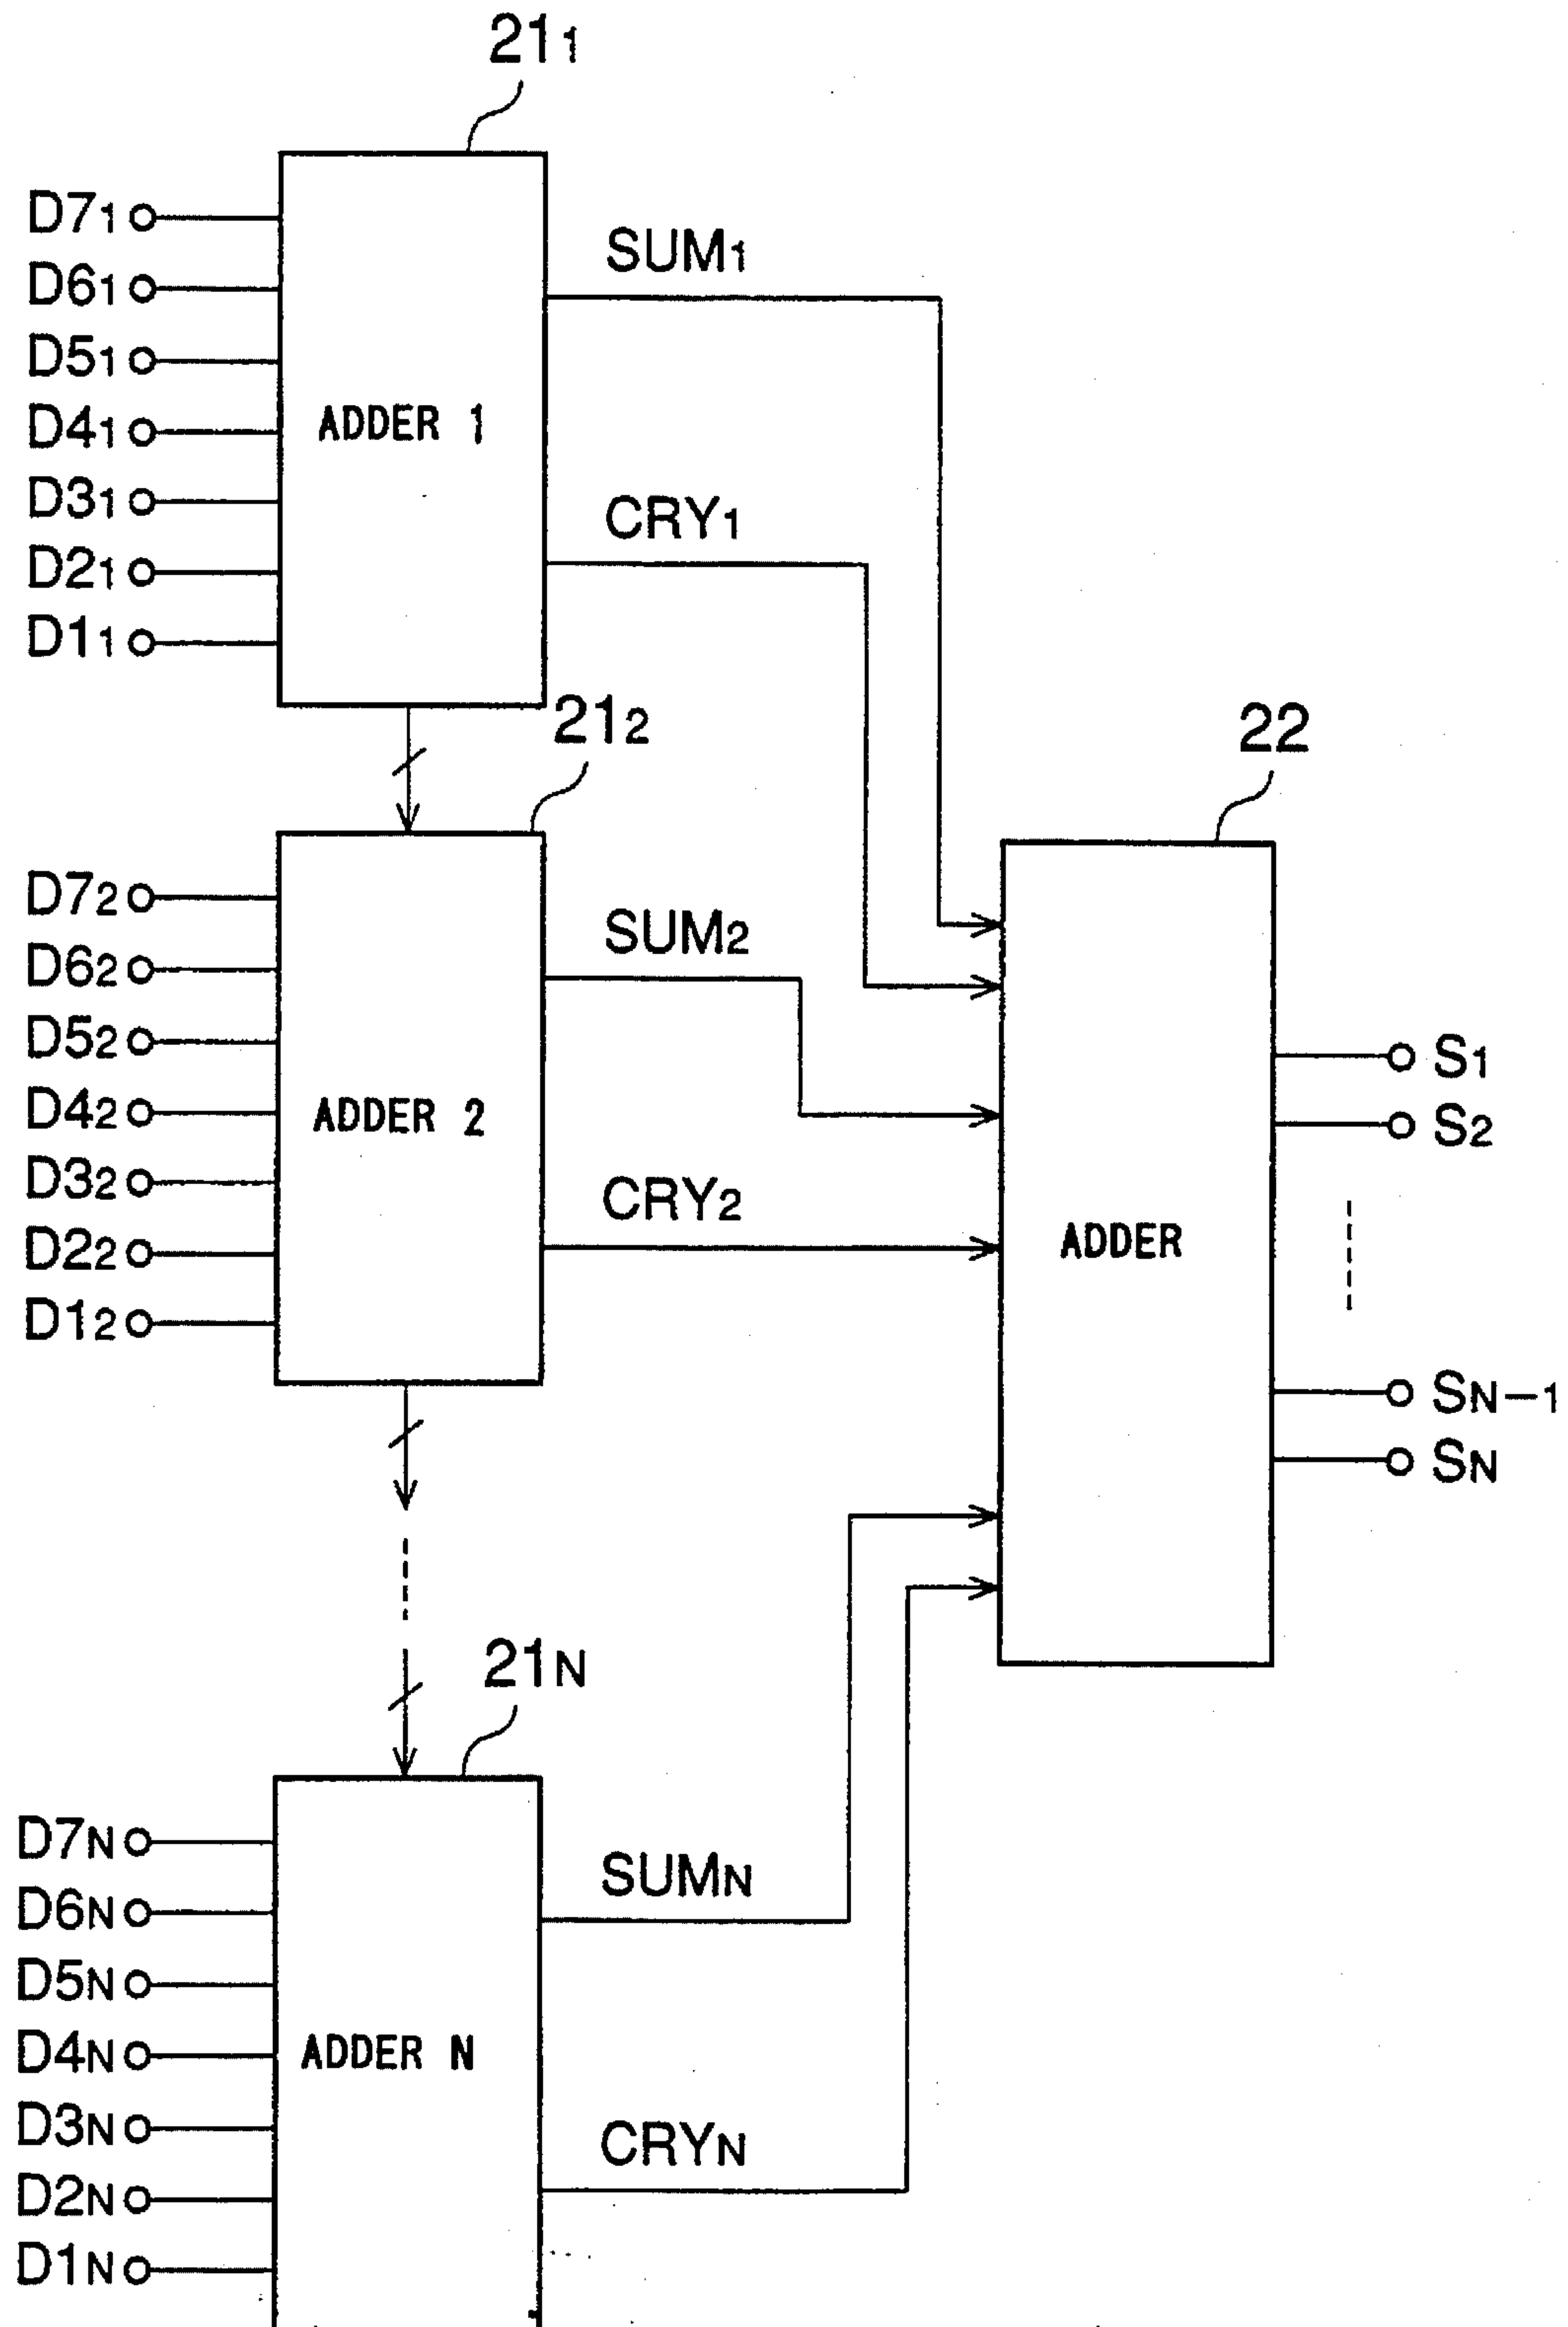 21₁
D7₁
SUM₁
D6₁
D5₁
ADDER 1
D4₁
D3₁
CRY₁
D2₁
D1₁
21₂
22
D7₂
SUM₂
D6₂
D5₂
S₁
ADDER 2
D4₂
S₂
D3₂
CRY₂
D2₂
ADDER
D1₂
S_N-1
S_N
21_N
D7_N
SUM_N
D6_N
D5_N
ADDER N
D4_N
D3_N
CRY_N
D2_N
D1_N